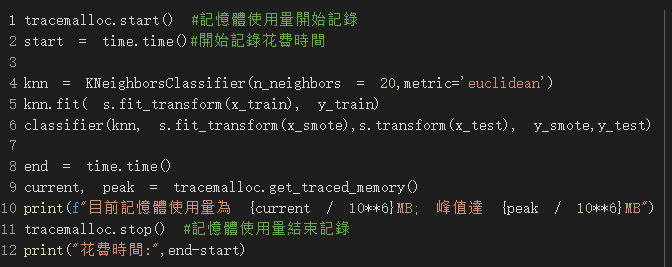 1 tracemalloc.start()  #記憶體使用量開始記錄
2 start = time.time()#開始記錄花費時間
3
4 knn = KNeighborsClassifier(n_neighbors = 20,metric='euclidean')
5 knn.fit( s.fit_transform(x_train), y_train)
6 classifier(knn, s.fit_transform(x_smote),s.transform(x_test), y_smote,y_test)
7
8 end = time.time()
9 current, peak = tracemalloc.get_traced_memory()
10 print(f"目前記憶體使用量為 {current / 10**6}MB; 峰值達 {peak / 10**6}MB")
11 tracemalloc.stop()  #記憶體使用量結束記錄
12 print("花費時間:",end-start)